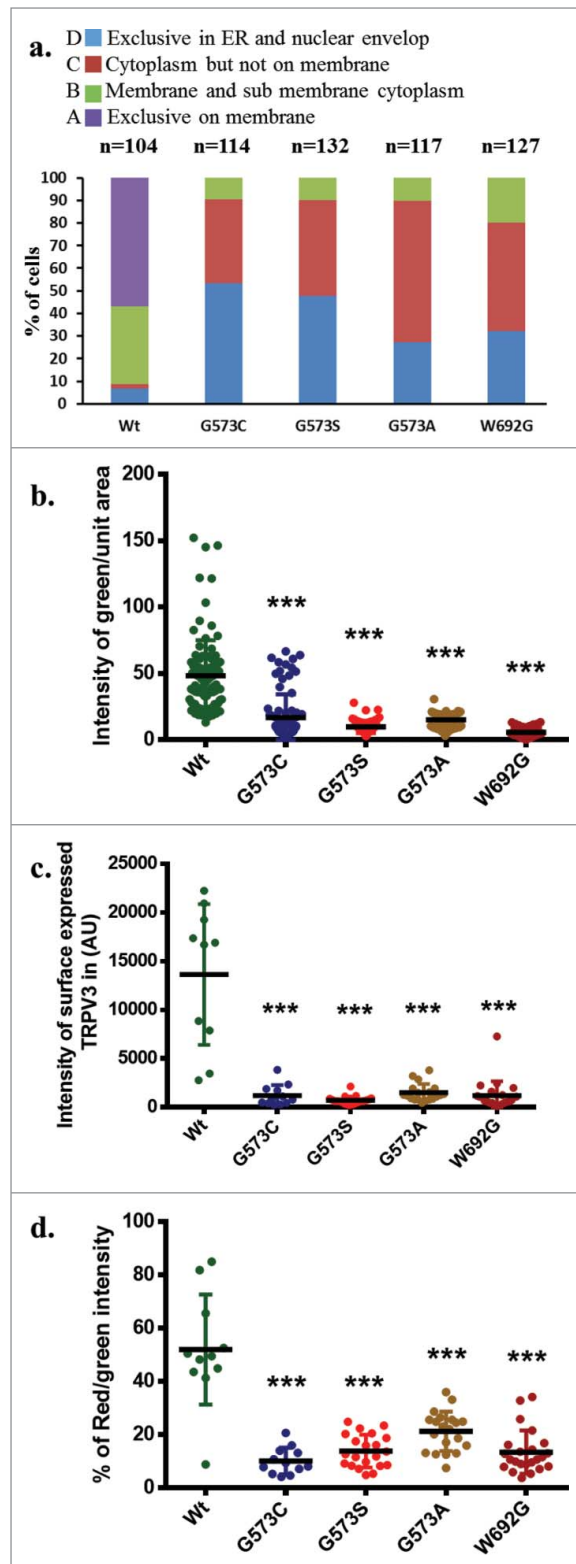 a.
D Exclusive in ER and nuclear envelop
C Cytoplasm but not on membrane
B Membrane and sub membrane cytoplasm
A Exclusive on membrane
n=104 n=114 n=132 n=117 n=127
% of cells
100
90
80
70
60
50
40
30
20
10
0
Wt G573C G573S G573A W692G
b.
Intensity of green/unit area
200
150
100
50
0
*** *** *** ***
Wt G573C G573S G573A W692G
c.
Intensity of surface expressed
TRPV3 in (AU)
25000
20000
15000
10000
5000
0
*** *** *** ***
Wt G573C G573S G573A W692G
d.
% of Red/green intensity
100
80
60
40
20
0
*** *** *** ***
Wt G573C G573S G573A W692G